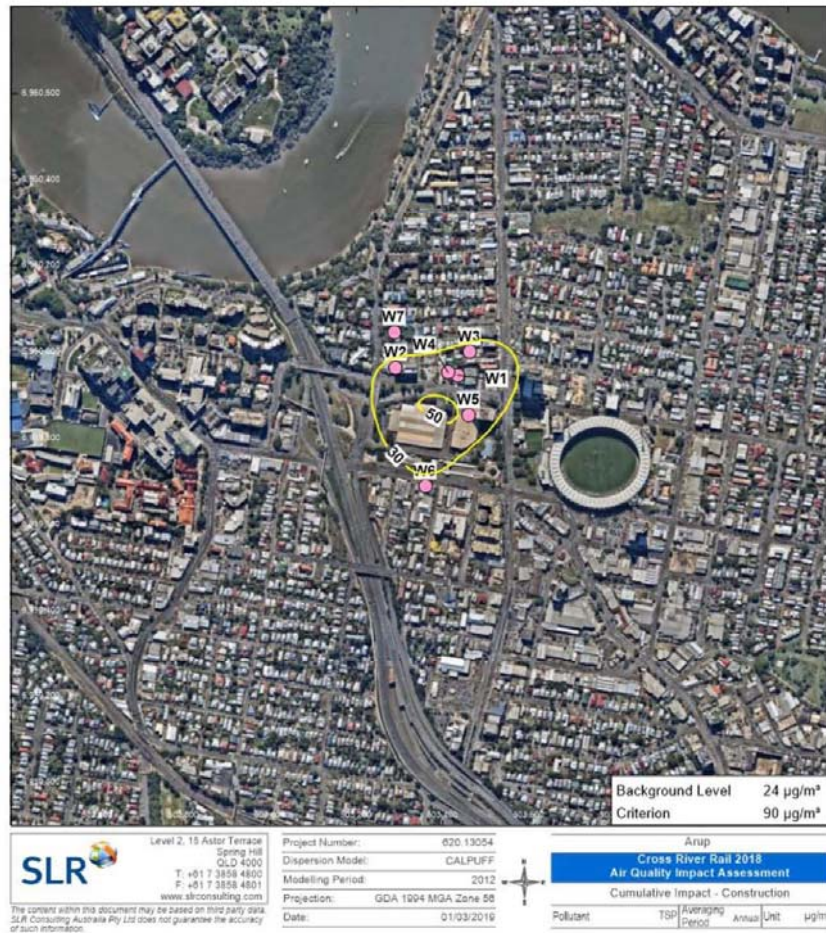 6,960,600
W7
W4
W3
W2
W1
W5
50
30
W6
Background Level 24 µg/m³
Criterion 90 µg/m³
SLR
Level 2, 15 Astor Terrace
Spring Hill
QLD 4000
T: +61 7 3858 4800
F: +61 7 3858 4801
www.slrconsulting.com
The content within this document may be based on third party data.
SLR Consulting Australia Pty Ltd does not guarantee the accuracy
of such information.
Project Number: 620.13054
Dispersion Model: CALPUFF
Modelling Period: 2012
Projection: GDA 1994 MGA Zone 56
Date: 01/03/2019
N
Arup
Cross River Rail 2018
Air Quality Impact Assessment
Cumulative Impact - Construction
Pollutant TSP Averaging Period Annual Unit µg/m